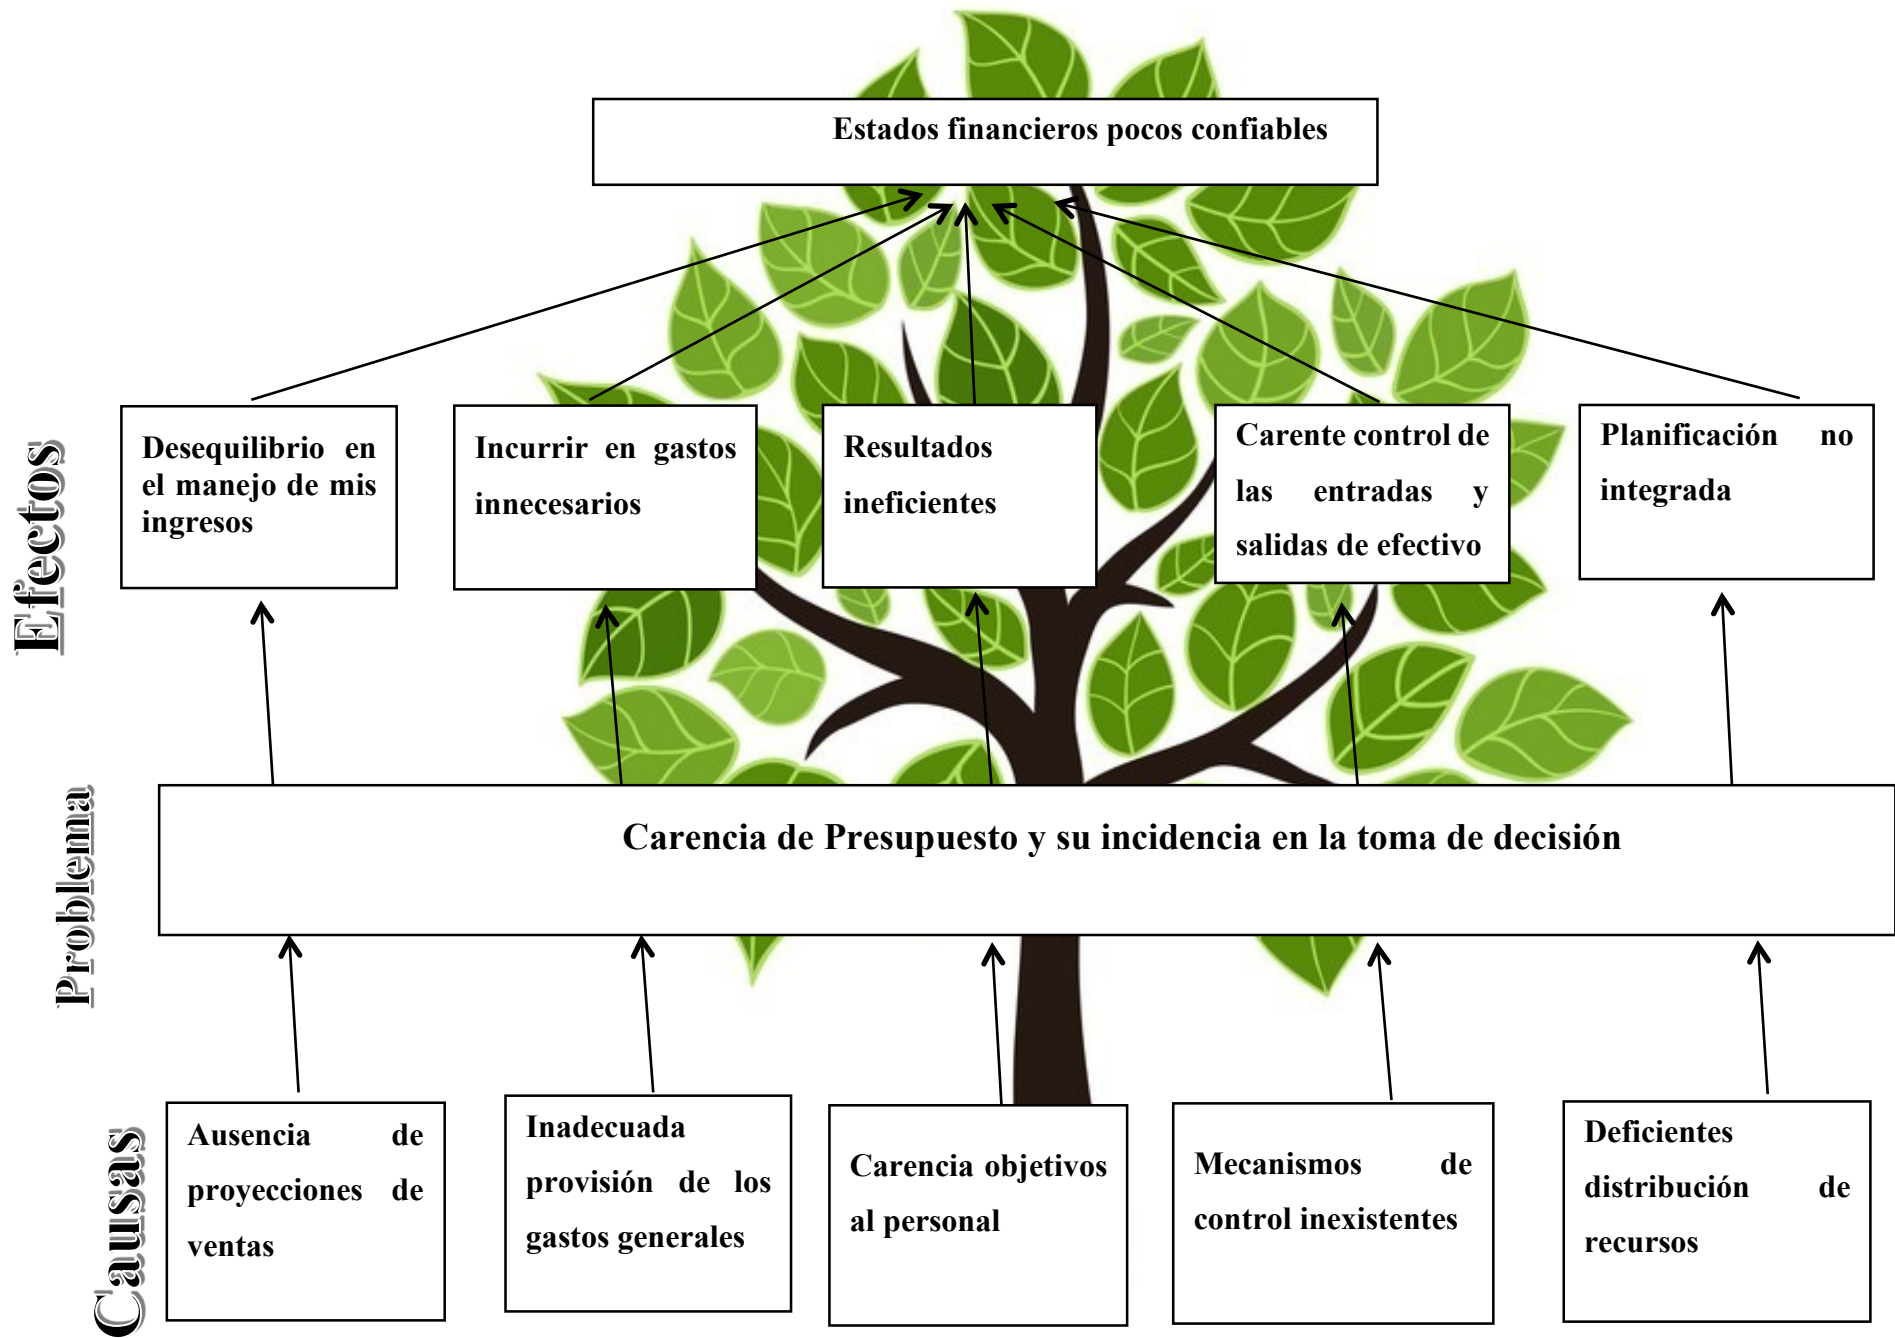 Estados financieros pocos confiables
Efectos
Desequilibrio en
el manejo de mis
ingresos
Incurrir en gastos
innecesarios
Resultados
ineficientes
Carente control de
las entradas y
salidas de efectivo
Planificación no
integrada
Problema
Carencia de Presupuesto y su incidencia en la toma de decisión
Causas
Ausencia de
proyecciones de
ventas
Inadecuada
provisión de los
gastos generales
Carencia objetivos
al personal
Mecanismos de
control inexistentes
Deficientes
distribución de
recursos